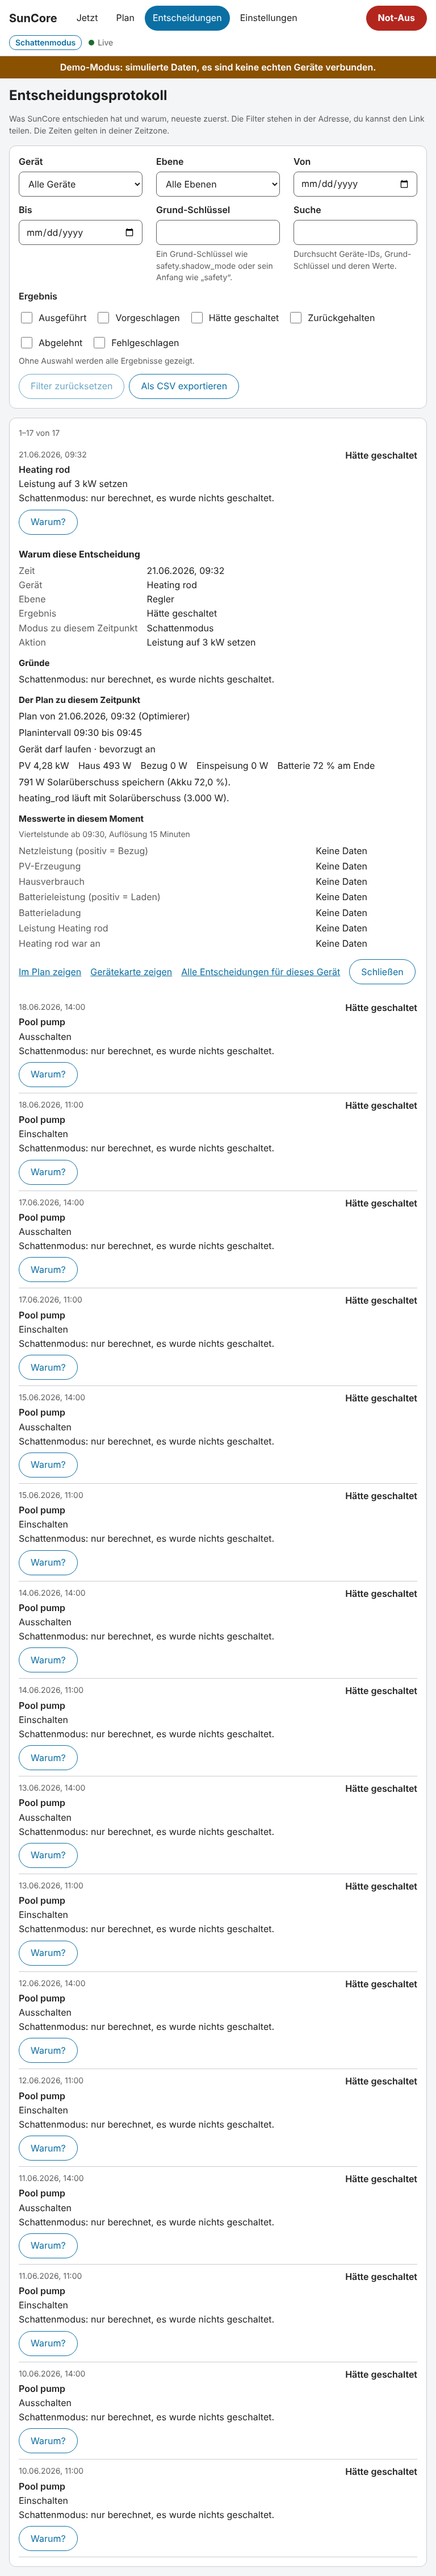 SunCore Jetzt Plan Entscheidungen Einstellungen Not-Aus
Schattenmodus Live
Demo-Modus: simulierte Daten, es sind keine echten Geräte verbunden.
Entscheidungsprotokoll
Was SunCore entschieden hat und warum, neueste zuerst. Die Filter stehen in der Adresse, du kannst den Link
teilen. Die Zeiten gelten in deiner Zeitzone.
Gerät Ebene Von
Alle Geräte Alle Ebenen mm/dd/yyyy
Bis Grund-Schlüssel Suche
mm/dd/yyyy
Ein Grund-Schlüssel wie
safety.shadow_mode oder sein
Anfang wie „safety“.
Durchsucht Geräte-IDs, Grund-
Schlüssel und deren Werte.
Ergebnis
Ausgeführt Vorgeschlagen Hätte geschaltet Zurückgehalten
Abgelehnt Fehlgeschlagen
Ohne Auswahl werden alle Ergebnisse gezeigt.
Filter zurücksetzen Als CSV exportieren
1–17 von 17
21.06.2026, 09:32 Hätte geschaltet
Heating rod
Leistung auf 3 kW setzen
Schattenmodus: nur berechnet, es wurde nichts geschaltet.
Warum?
Warum diese Entscheidung
Zeit 21.06.2026, 09:32
Gerät Heating rod
Ebene Regler
Ergebnis Hätte geschaltet
Modus zu diesem Zeitpunkt Schattenmodus
Aktion Leistung auf 3 kW setzen
Gründe
Schattenmodus: nur berechnet, es wurde nichts geschaltet.
Der Plan zu diesem Zeitpunkt
Plan von 21.06.2026, 09:32 (Optimierer)
Planintervall 09:30 bis 09:45
Gerät darf laufen · bevorzugt an
PV 4,28 kW Haus 493 W Bezug 0 W Einspeisung 0 W Batterie 72 % am Ende
791 W Solarüberschuss speichern (Akku 72,0 %).
heating_rod läuft mit Solarüberschuss (3.000 W).
Messwerte in diesem Moment
Viertelstunde ab 09:30, Auflösung 15 Minuten
Netzleistung (positiv = Bezug) Keine Daten
PV-Erzeugung Keine Daten
Hausverbrauch Keine Daten
Batterieleistung (positiv = Laden) Keine Daten
Batterieladung Keine Daten
Leistung Heating rod Keine Daten
Heating rod war an Keine Daten
Im Plan zeigen Gerätekarte zeigen Alle Entscheidungen für dieses Gerät Schließen
18.06.2026, 14:00 Hätte geschaltet
Pool pump
Ausschalten
Schattenmodus: nur berechnet, es wurde nichts geschaltet.
Warum?
18.06.2026, 11:00 Hätte geschaltet
Pool pump
Einschalten
Schattenmodus: nur berechnet, es wurde nichts geschaltet.
Warum?
17.06.2026, 14:00 Hätte geschaltet
Pool pump
Ausschalten
Schattenmodus: nur berechnet, es wurde nichts geschaltet.
Warum?
17.06.2026, 11:00 Hätte geschaltet
Pool pump
Einschalten
Schattenmodus: nur berechnet, es wurde nichts geschaltet.
Warum?
15.06.2026, 14:00 Hätte geschaltet
Pool pump
Ausschalten
Schattenmodus: nur berechnet, es wurde nichts geschaltet.
Warum?
15.06.2026, 11:00 Hätte geschaltet
Pool pump
Einschalten
Schattenmodus: nur berechnet, es wurde nichts geschaltet.
Warum?
14.06.2026, 14:00 Hätte geschaltet
Pool pump
Ausschalten
Schattenmodus: nur berechnet, es wurde nichts geschaltet.
Warum?
14.06.2026, 11:00 Hätte geschaltet
Pool pump
Einschalten
Schattenmodus: nur berechnet, es wurde nichts geschaltet.
Warum?
13.06.2026, 14:00 Hätte geschaltet
Pool pump
Ausschalten
Schattenmodus: nur berechnet, es wurde nichts geschaltet.
Warum?
13.06.2026, 11:00 Hätte geschaltet
Pool pump
Einschalten
Schattenmodus: nur berechnet, es wurde nichts geschaltet.
Warum?
12.06.2026, 14:00 Hätte geschaltet
Pool pump
Ausschalten
Schattenmodus: nur berechnet, es wurde nichts geschaltet.
Warum?
12.06.2026, 11:00 Hätte geschaltet
Pool pump
Einschalten
Schattenmodus: nur berechnet, es wurde nichts geschaltet.
Warum?
11.06.2026, 14:00 Hätte geschaltet
Pool pump
Ausschalten
Schattenmodus: nur berechnet, es wurde nichts geschaltet.
Warum?
11.06.2026, 11:00 Hätte geschaltet
Pool pump
Einschalten
Schattenmodus: nur berechnet, es wurde nichts geschaltet.
Warum?
10.06.2026, 14:00 Hätte geschaltet
Pool pump
Ausschalten
Schattenmodus: nur berechnet, es wurde nichts geschaltet.
Warum?
10.06.2026, 11:00 Hätte geschaltet
Pool pump
Einschalten
Schattenmodus: nur berechnet, es wurde nichts geschaltet.
Warum?